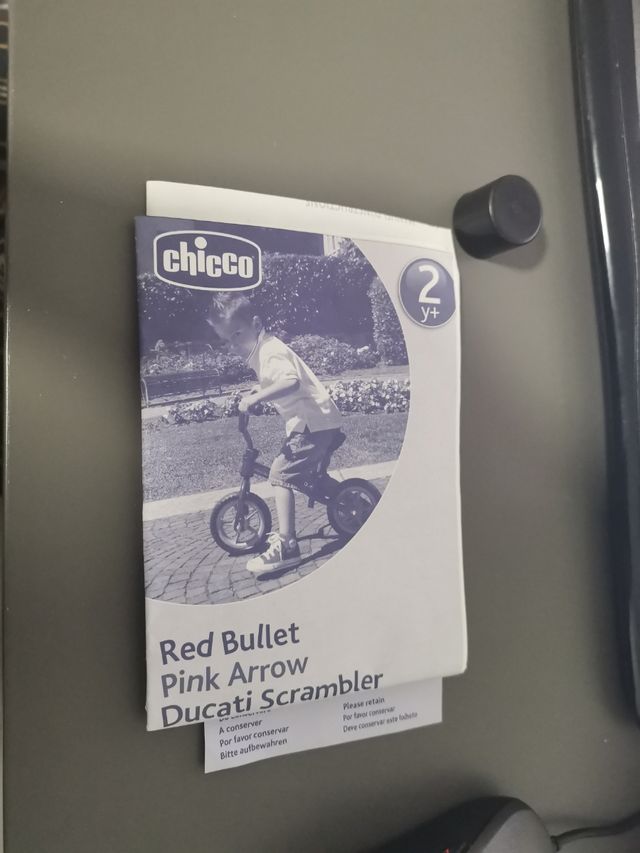 chicco
2
y+
Red Bullet
Pink Arrow
Ducati Scrambler
A conserver
Por favor conservar
Bitte aufbewahren
Please retain
Por favor conservar
Deve conservar este